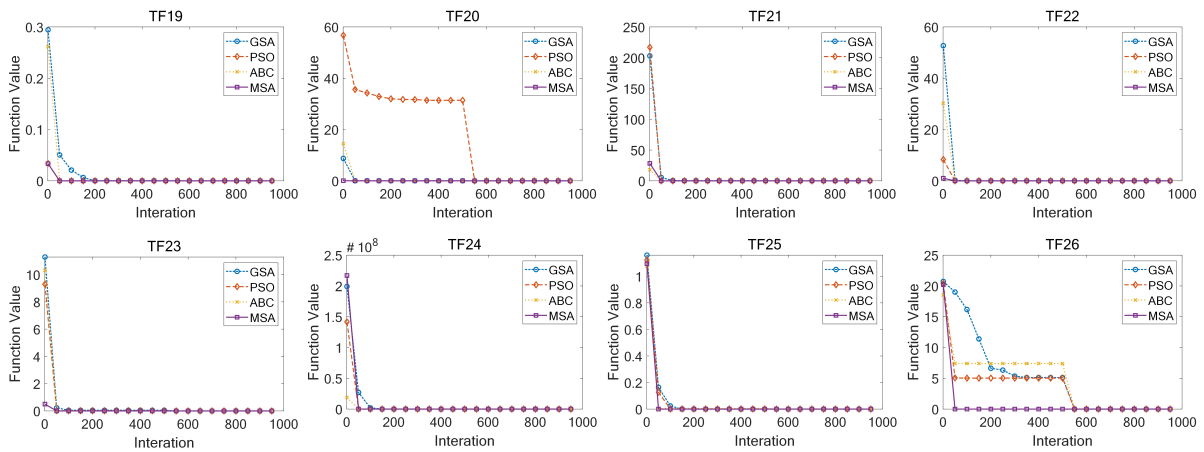 TF19
Function Value
0.3
0.2
0.1
0
0 200 400 600 800 1000
Interation
GSA
PSO
ABC
MSA
TF20
Function Value
60
40
20
0
0 200 400 600 800 1000
Interation
GSA
PSO
ABC
MSA
TF21
Function Value
250
200
150
100
50
0
0 200 400 600 800 1000
Interation
GSA
PSO
ABC
MSA
TF22
Function Value
60
40
20
0
0 200 400 600 800 1000
Interation
GSA
PSO
ABC
MSA
TF23
Function Value
10
8
6
4
2
0
0 200 400 600 800 1000
Interation
GSA
PSO
ABC
MSA
TF24
# 10^8
Function Value
2.5
2
1.5
1
0.5
0
0 200 400 600 800 1000
Interation
GSA
PSO
ABC
MSA
TF25
Function Value
1
0.8
0.6
0.4
0.2
0
0 200 400 600 800 1000
Interation
GSA
PSO
ABC
MSA
TF26
Function Value
25
20
15
10
5
0
0 200 400 600 800 1000
Interation
GSA
PSO
ABC
MSA